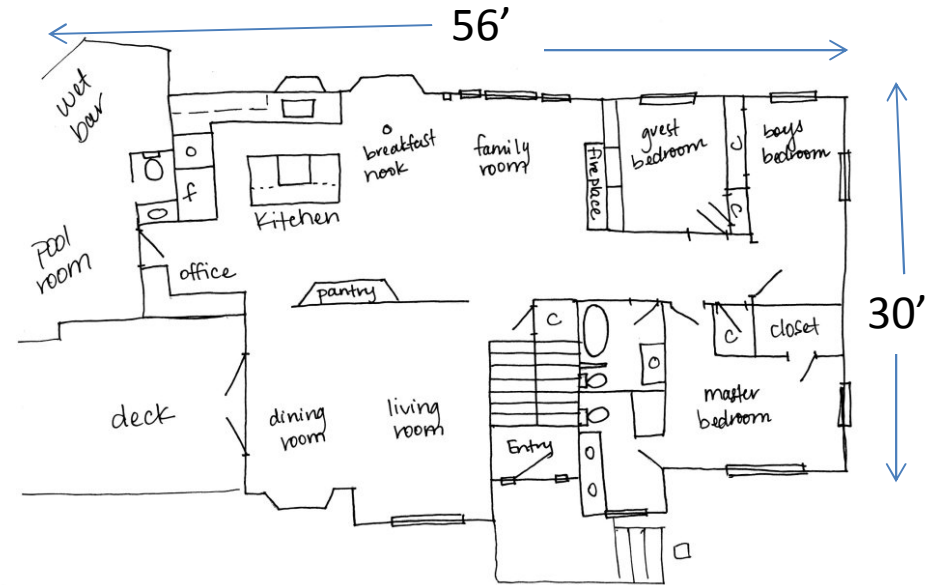 56’
wet
bar
breakfast
nook
family
room
fireplace
guest
bedroom
C
C
boys
bedroom
f
Kitchen
pool
room
office
pantry
30’
C
C
closet
deck
dining
room
living
room
master
bedroom
Entry